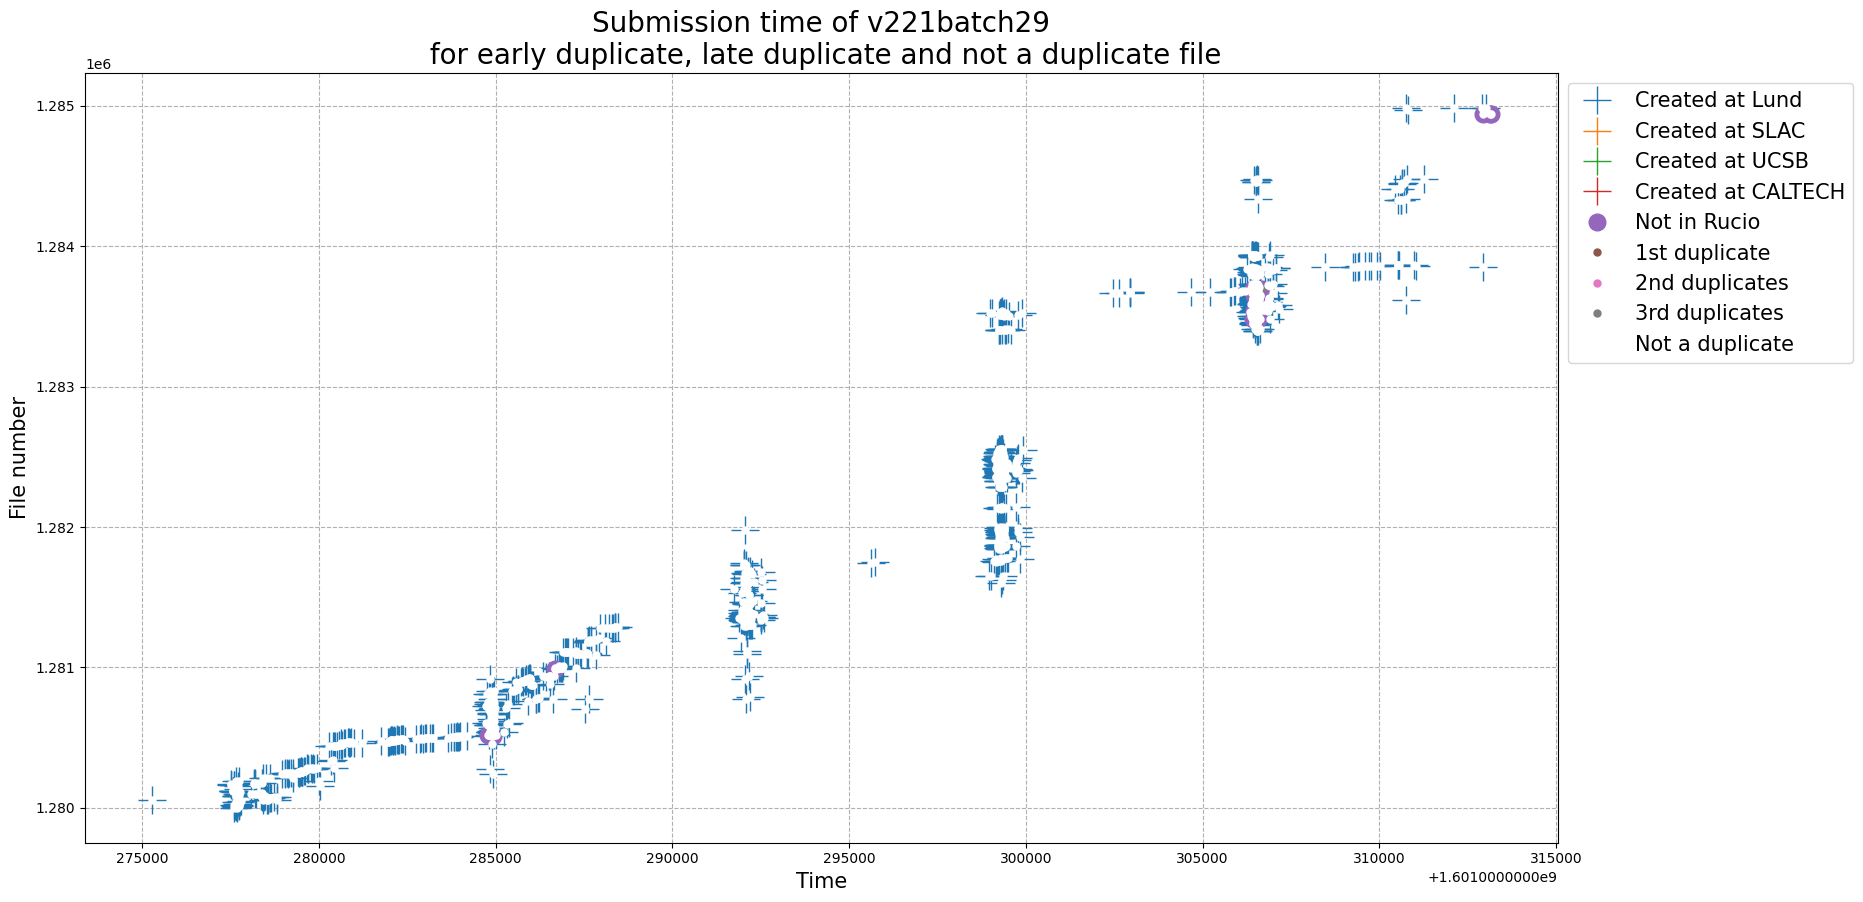 Submission time of v221batch29
for early duplicate, late duplicate and not a duplicate file
1e6
1.285
1.284
1.283
1.282
1.281
1.280
File number
275000
280000
285000
290000
295000
300000
305000
310000
315000
+1.6010000000e9
Time
Created at Lund
Created at SLAC
Created at UCSB
Created at CALTECH
Not in Rucio
1st duplicate
2nd duplicates
3rd duplicates
Not a duplicate